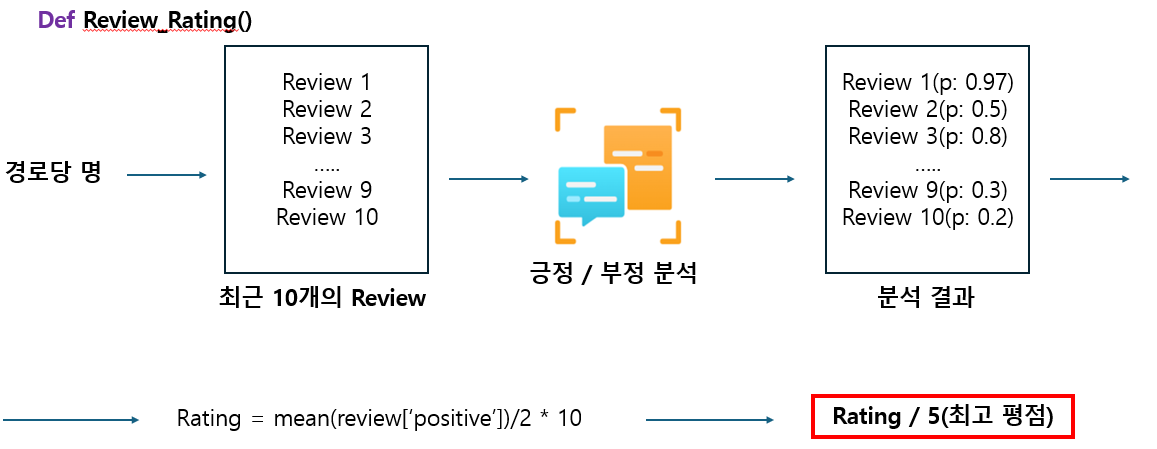 Def Review_Rating()
경로당 명
Review 1
Review 2
Review 3
…..
Review 9
Review 10
최근 10개의 Review
긍정 / 부정 분석
Review 1(p: 0.97)
Review 2(p: 0.5)
Review 3(p: 0.8)
…..
Review 9(p: 0.3)
Review 10(p: 0.2)
분석 결과
Rating = mean(review[‘positive’])/2 * 10
Rating / 5(최고 평점)